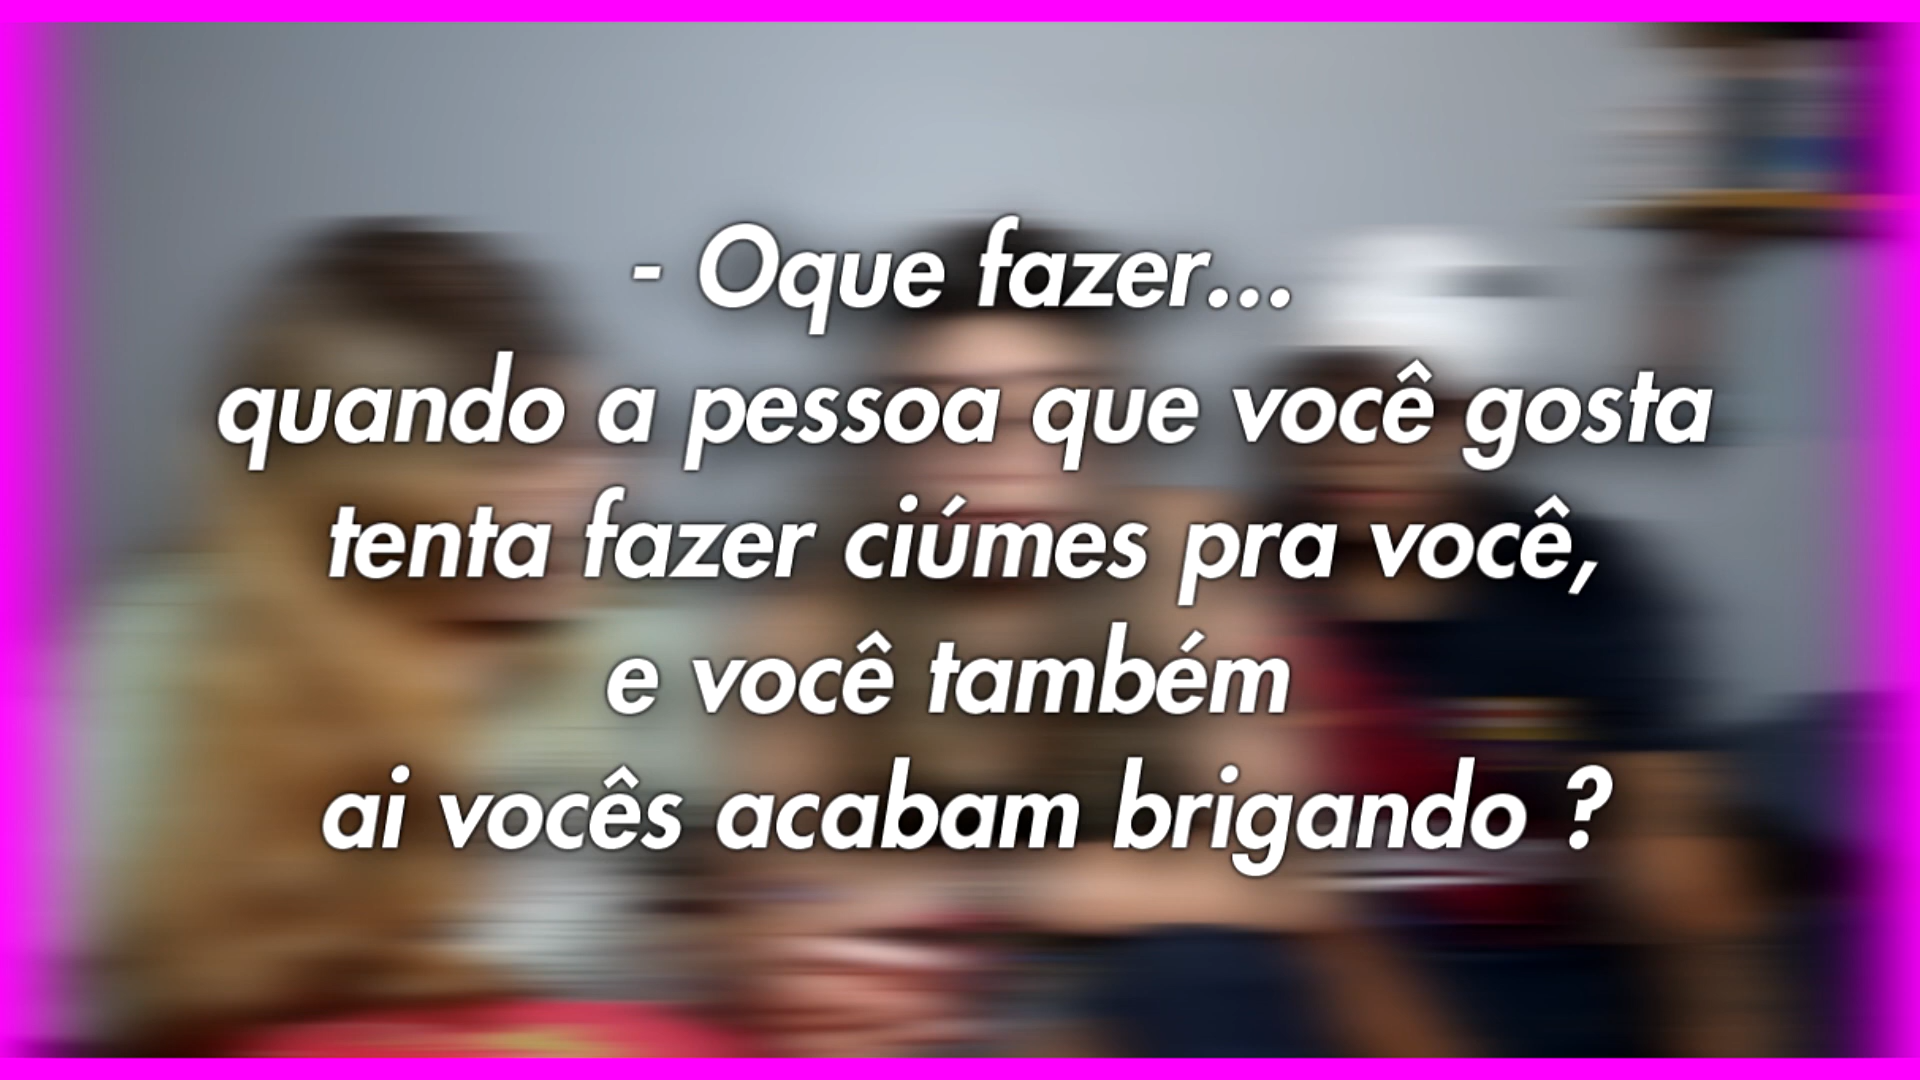 - Oque fazer...
quando a pessoa que você gosta
tenta fazer ciúmes pra você,
e você também
ai vocês acabam brigando ?